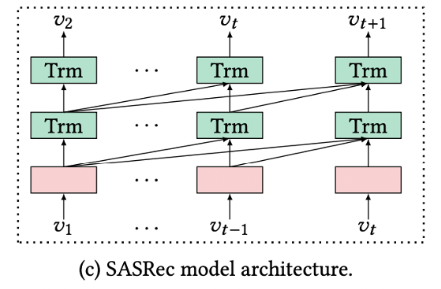 v2 vt vt+1
Trm ... Trm Trm
Trm ... Trm Trm
...
v1 ... vt−1 vt
(c) SASRec model architecture.